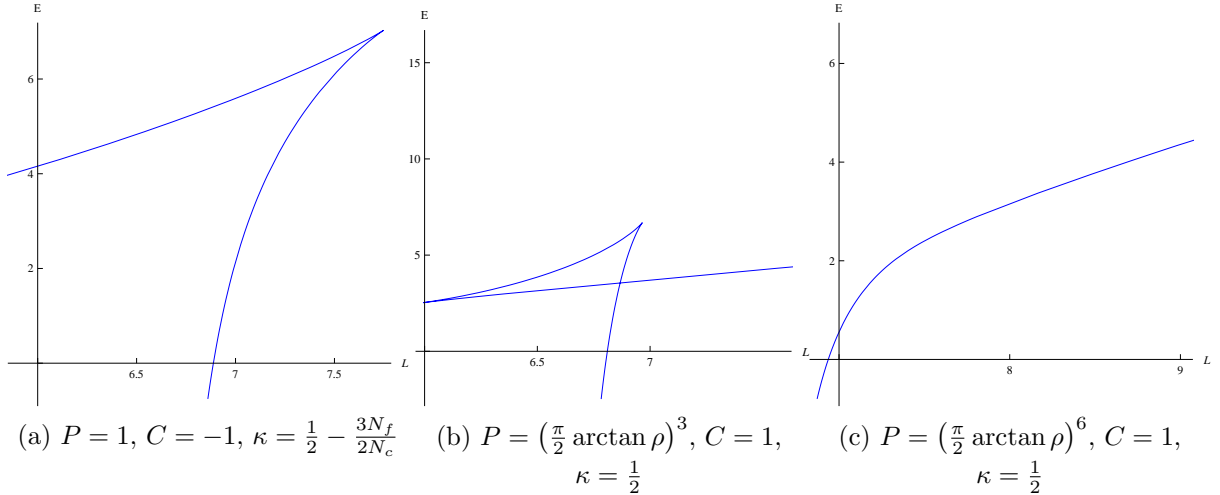 E
6
4
2
6.5
7
7.5
L
(a) P = 1, C = −1, κ = 1/2 − 3N_f/2N_c
E
15
10
5
6.5
7
L
(b) P = (π/2 arctan ρ)^3, C = 1,
κ = 1/2
E
6
4
2
8
9
L
(c) P = (π/2 arctan ρ)^6, C = 1,
κ = 1/2